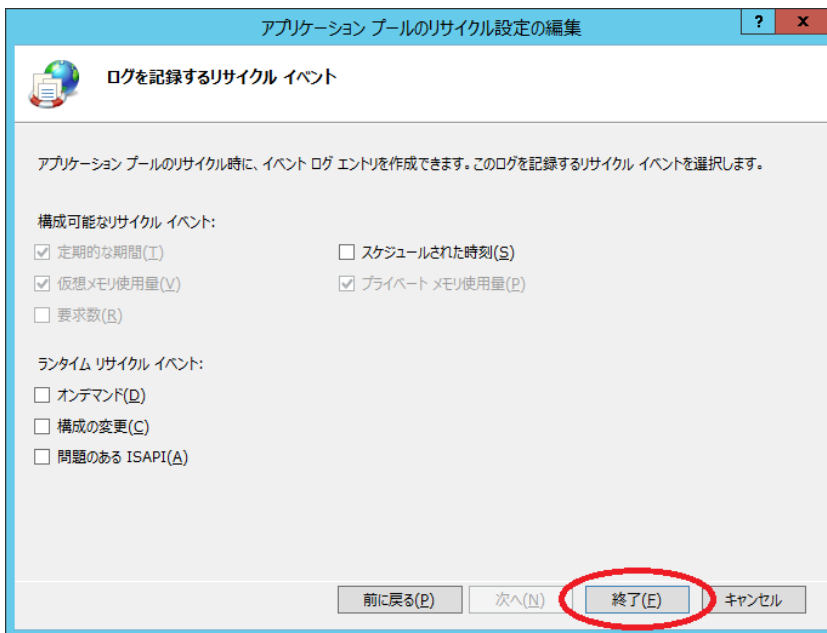 アプリケーション プールのリサイクル設定の編集
? x
ログを記録するリサイクル イベント
アプリケーション プールのリサイクル時に、イベント ログ エントリを作成できます。このログを記録するリサイクル イベントを選択します。
構成可能なリサイクル イベント:
定期的な期間(T) スケジュールされた時刻(S)
仮想メモリ使用量(V) プライベート メモリ使用量(P)
要求数(R)
ランタイム リサイクル イベント:
オンデマンド(D)
構成の変更(C)
問題のある ISAPI(A)
前に戻る(P) 次へ(N) 終了(F) キャンセル